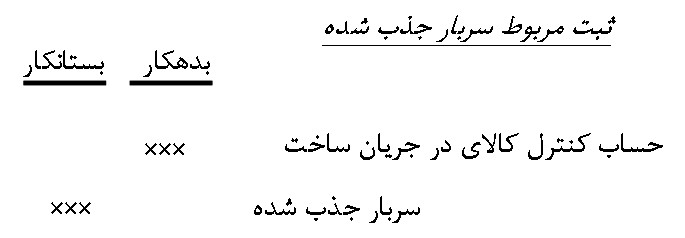 ثبت مربوط سربار جذب شده
بدهکار بستانکار
حساب کنترل کالای در جریان ساخت ×××
سربار جذب شده ×××